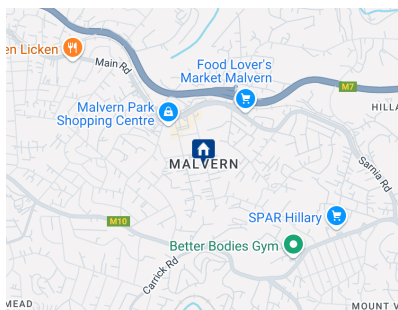 Food Lover's
Market Malvern
en Licken
Main Rd
M7
Malvern Park
Shopping Centre
HILLA
MALVERN
Sarnia Rd
M10
SPAR Hillary
Better Bodies Gym
Carrick Rd
MEAD
MOUNT V